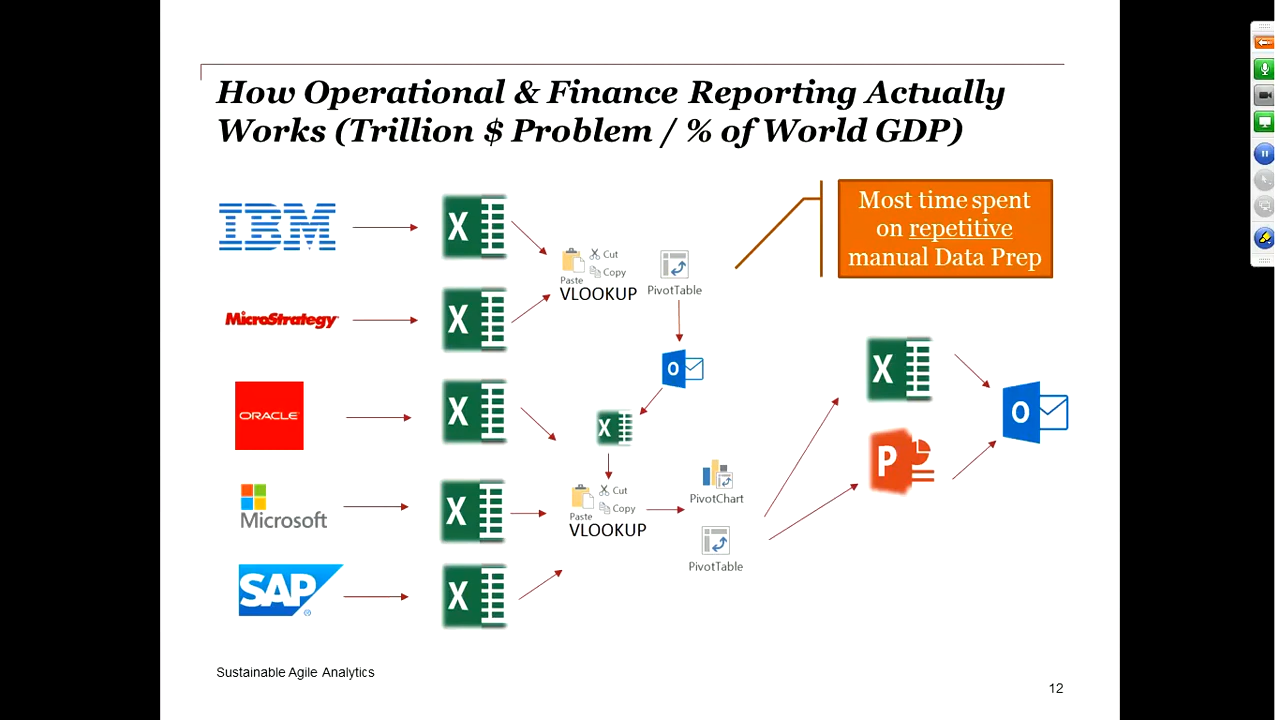 How Operational & Finance Reporting Actually
Works (Trillion $ Problem / % of World GDP)
Most time spent
on repetitive
manual Data Prep
IBM
X
Cut
Copy
Paste
VLOOKUP
PivotTable
MicroStrategy
X
O
X
O
ORACLE
X
X
P
Microsoft
X
Cut
Copy
Paste
VLOOKUP
PivotChart
PivotTable
SAP
X
Sustainable Agile Analytics
12